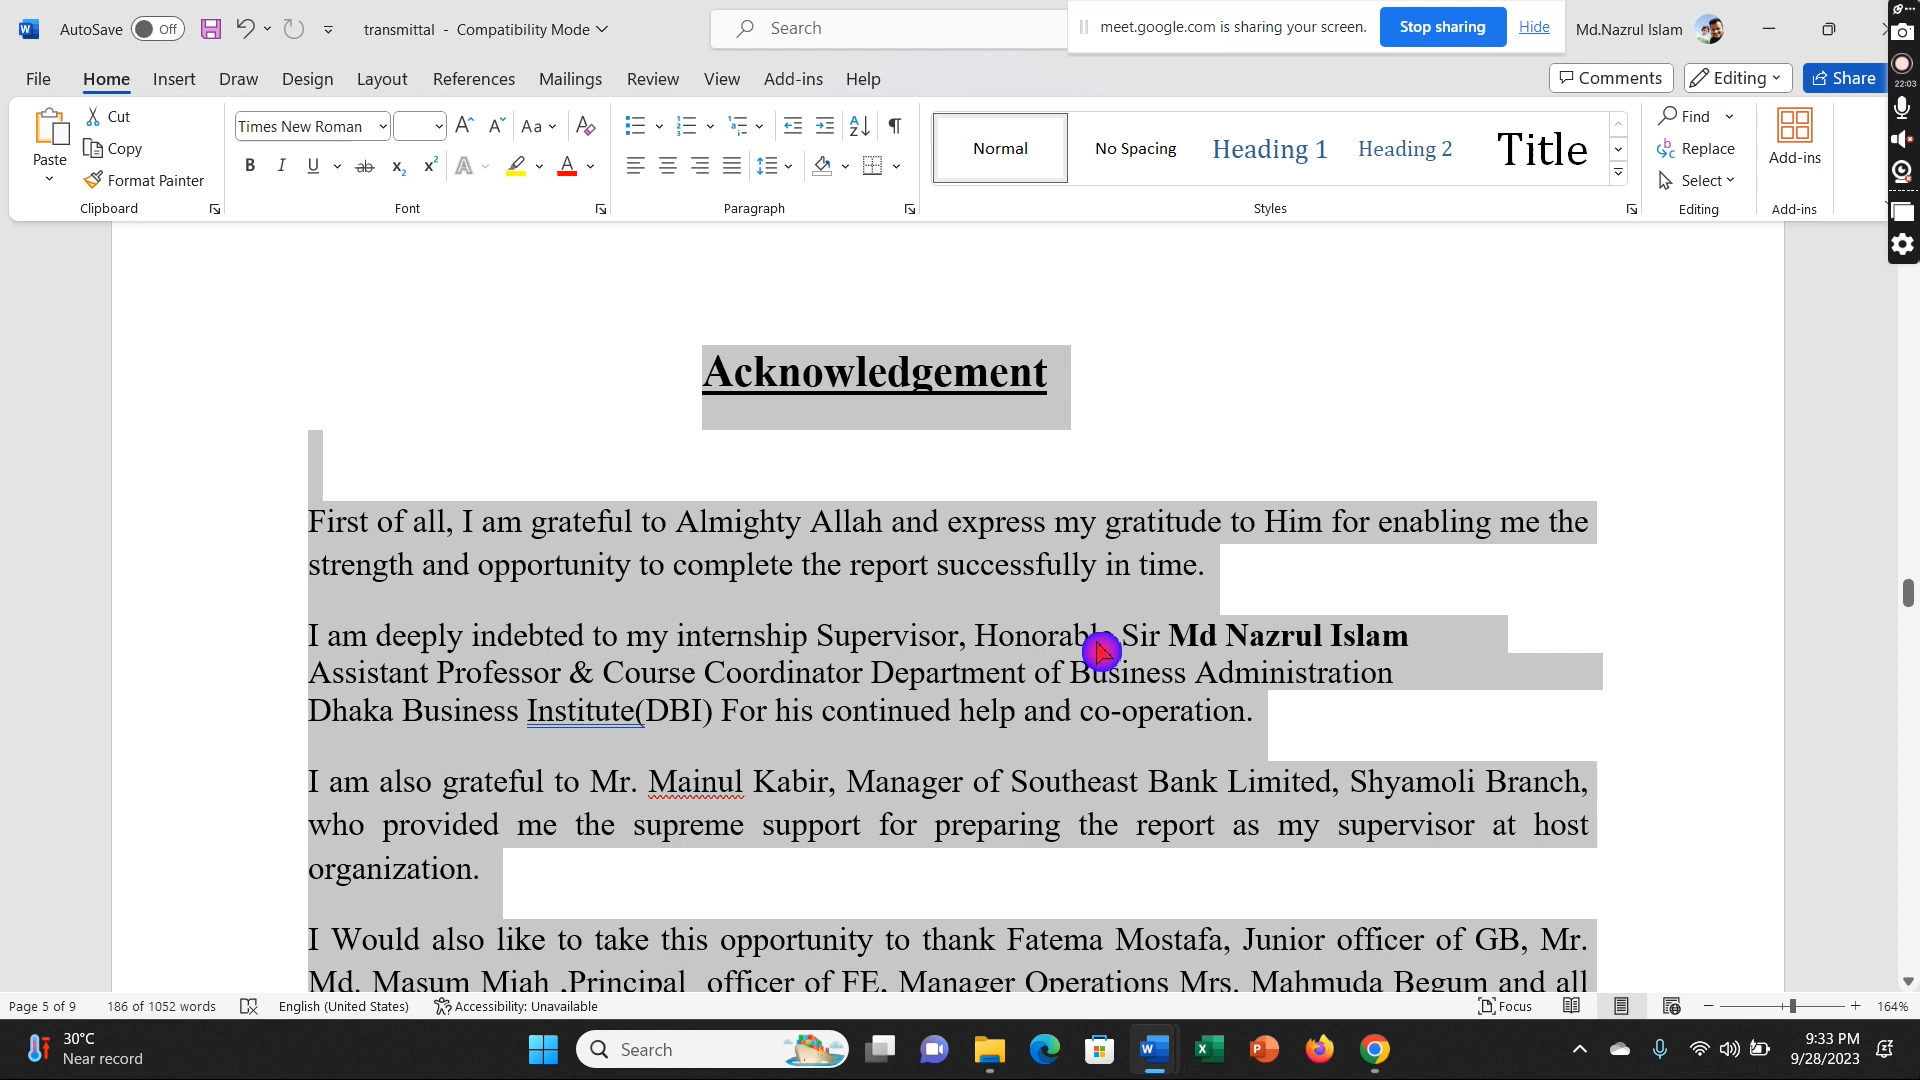 AutoSave Off transmittal - Compatibility Mode Search meet.google.com is sharing your screen. Stop sharing Hide Md.Nazrul Islam
File Home Insert Draw Design Layout References Mailings Review View Add-ins Help Comments Editing Share
22:03
Paste Cut Copy Format Painter
Times New Roman
Normal No Spacing Heading 1 Heading 2 Title
Find Replace Select
Add-ins
Clipboard Font Paragraph Styles Editing Add-ins
Acknowledgement
First of all, I am grateful to Almighty Allah and express my gratitude to Him for enabling me the
strength and opportunity to complete the report successfully in time.
I am deeply indebted to my internship Supervisor, Honorable Sir Md Nazrul Islam
Assistant Professor & Course Coordinator Department of Business Administration
Dhaka Business Institute(DBI) For his continued help and co-operation.
I am also grateful to Mr. Mainul Kabir, Manager of Southeast Bank Limited, Shyamoli Branch,
who provided me the supreme support for preparing the report as my supervisor at host
organization.
I Would also like to take this opportunity to thank Fatema Mostafa, Junior officer of GB, Mr.
Md. Masum Miah ,Principal officer of FE, Manager Operations Mrs. Mahmuda Begum and all
Page 5 of 9 186 of 1052 words English (United States) Accessibility: Unavailable Focus 164%
30°C
Near record
Search
9:33 PM
9/28/2023